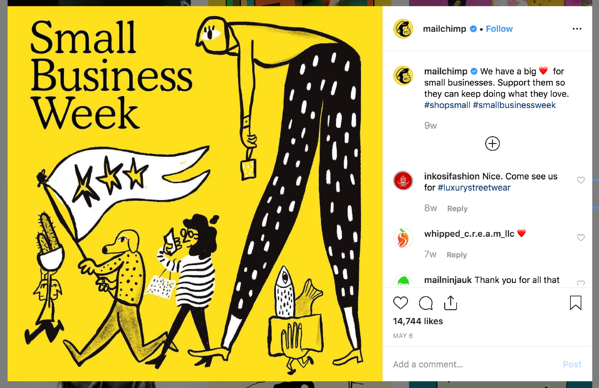 Small
Business
Week
mailchimp • Follow
mailchimp We have a big ❤️ for
small businesses. Support them so
they can keep doing what they love.
#shopsmall #smallbusinessweek
9w
inkosifashion Nice. Come see us
for #luxurystreetwear
8w Reply
whipped_c.r.e.a.m_llc ❤️
7w Reply
mailninjauk Thank you for all that
14,744 likes
MAY 8
Add a comment... Post